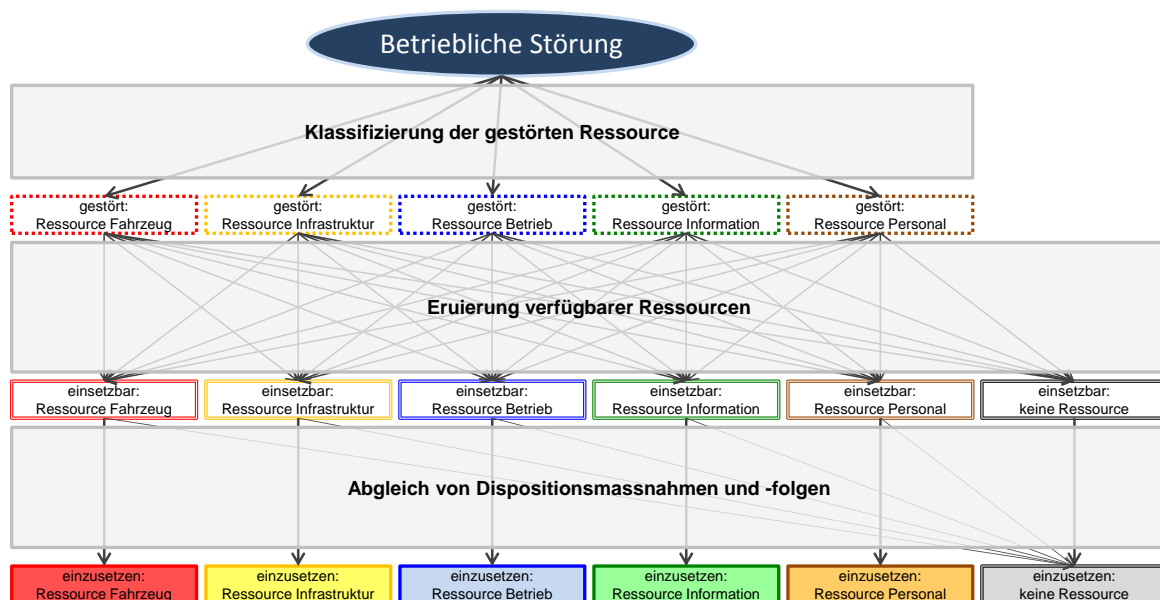 Betriebliche Störung
Klassifizierung der gestörten Ressource
gestört:
Ressource Fahrzeug
gestört:
Ressource Infrastruktur
gestört:
Ressource Betrieb
gestört:
Ressource Information
gestört:
Ressource Personal
Eruierung verfügbarer Ressourcen
einsetzbar:
Ressource Fahrzeug
einsetzbar:
Ressource Infrastruktur
einsetzbar:
Ressource Betrieb
einsetzbar:
Ressource Information
einsetzbar:
Ressource Personal
einsetzbar:
keine Ressource
Abgleich von Dispositionsmassnahmen und -folgen
einzusetzen:
Ressource Fahrzeug
einzusetzen:
Ressource Infrastruktur
einzusetzen:
Ressource Betrieb
einzusetzen:
Ressource Information
einzusetzen:
Ressource Personal
einzusetzen:
keine Ressource